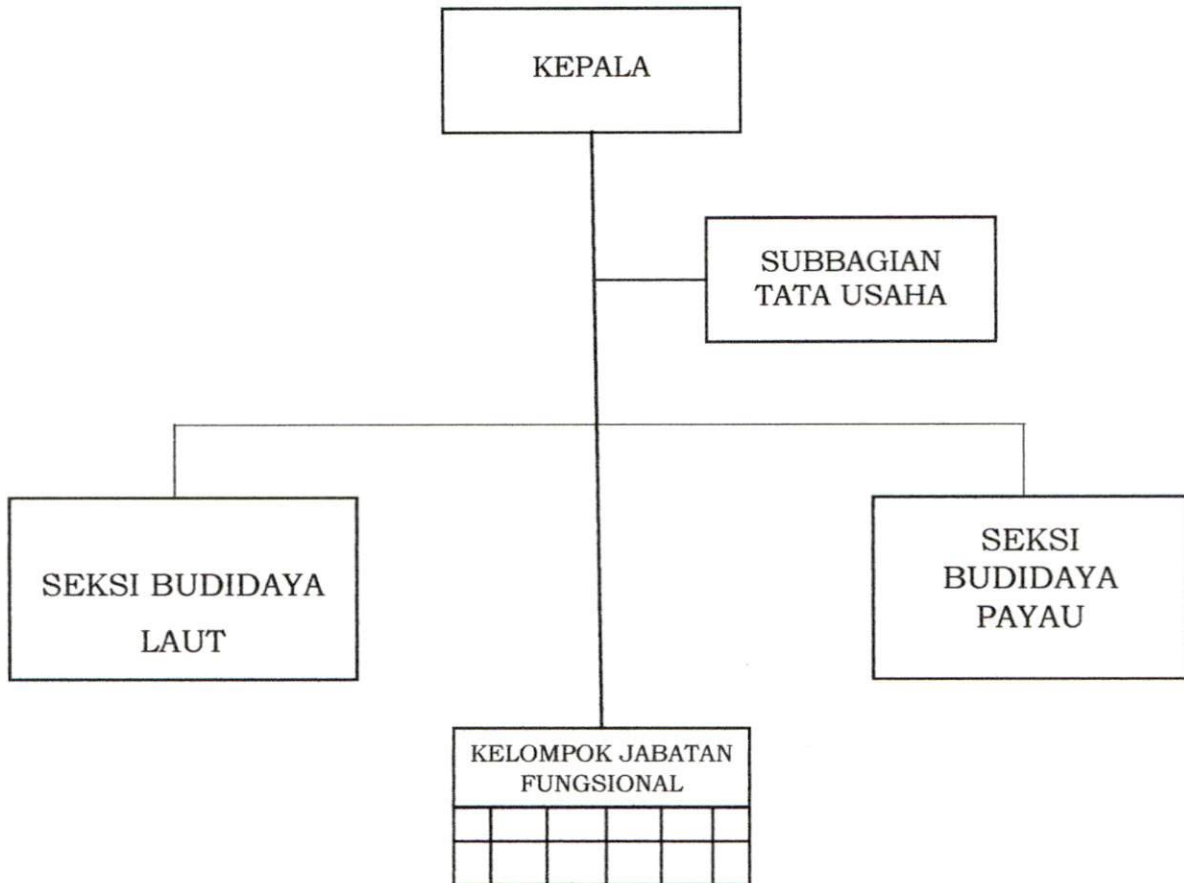 KEPALA
SUBBAGIAN
TATA USAHA
SEKSI BUDIDAYA
LAUT
SEKSI
BUDIDAYA
PAYAU
KELOMPOK JABATAN
FUNGSIONAL